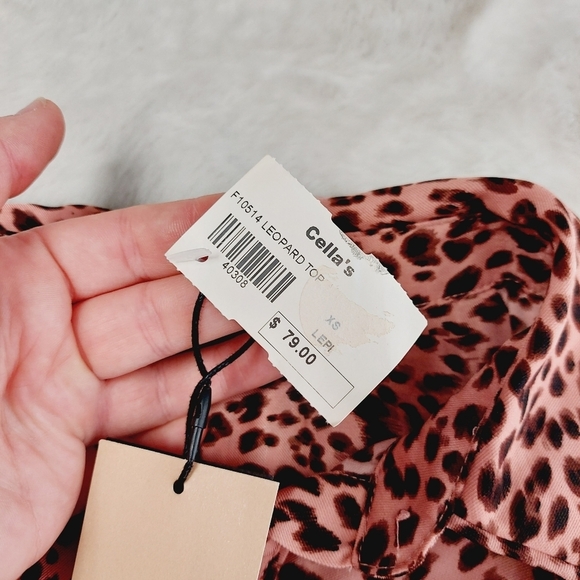 Cella's
F10514 LEOPARD TOP
40308
XS
LEPI
$ 79.00